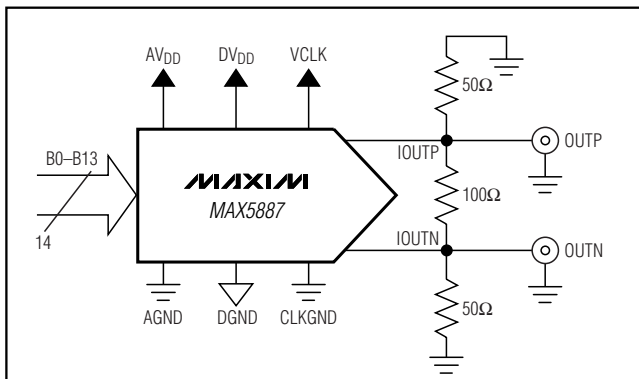 AVDD
DVDD
VCLK
50Ω
B0–B13
IOUTP
OUTP
MAXIM
MAX5887
100Ω
14
IOUTN
OUTN
AGND
DGND
CLKGND
50Ω